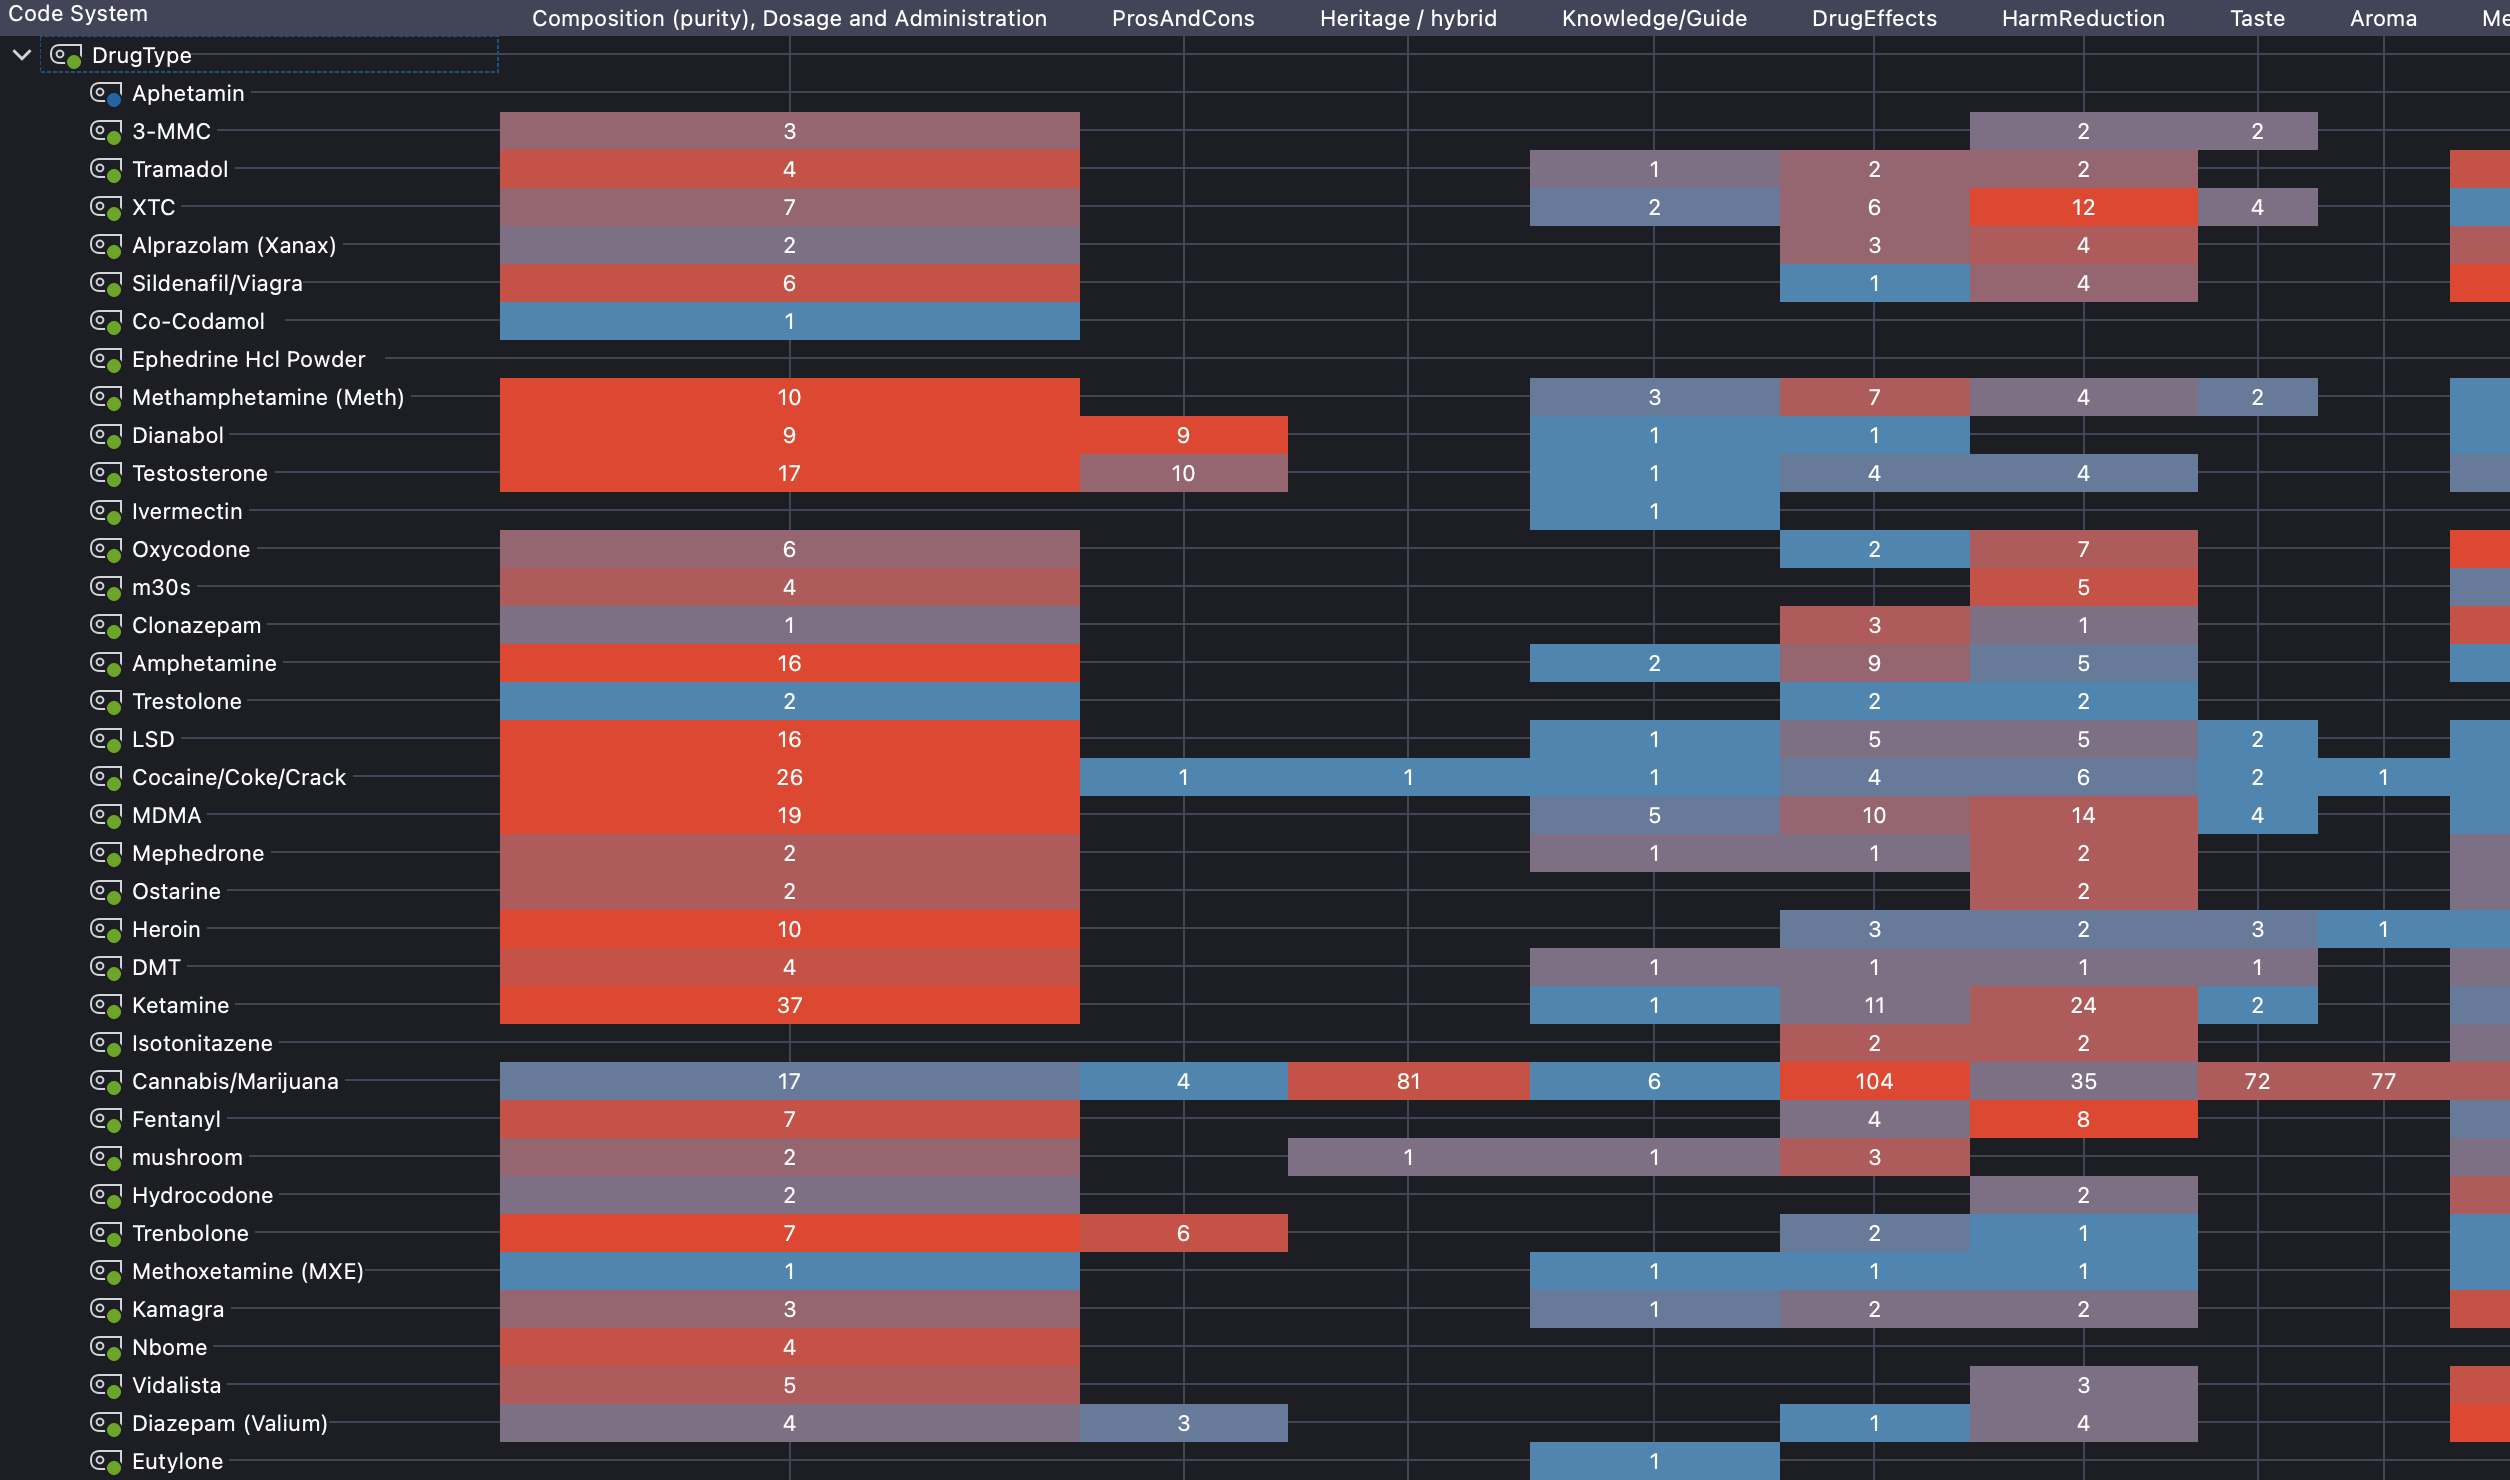 Code System Composition (purity), Dosage and Administration ProsAndCons Heritage / hybrid Knowledge/Guide DrugEffects HarmReduction Taste Aroma
DrugType
Aphetamin
3-MMC 3 2 2
Tramadol 4 1 2 2
XTC 7 2 6 12 4
Alprazolam (Xanax) 2 3 4
Sildenafil/Viagra 6 1 4
Co-Codamol 1
Ephedrine Hcl Powder
Methamphetamine (Meth) 10 3 7 4 2
Dianabol 9 9 1 1
Testosterone 17 10 1 4 4
Ivermectin 1
Oxycodone 6 2 7
m30s 4 5
Clonazepam 1 3 1
Amphetamine 16 2 9 5
Trestolone 2 2 2
LSD 16 1 5 5 2
Cocaine/Coke/Crack 26 1 1 1 4 6 2 1
MDMA 19 5 10 14 4
Mephedrone 2 1 1 2
Ostarine 2 2
Heroin 10 3 2 3 1
DMT 4 1 1 1 1
Ketamine 37 1 11 24 2
Isotonitazene 2 2
Cannabis/Marijuana 17 4 81 6 104 35 72 77
Fentanyl 7 4 8
mushroom 2 1 1 3
Hydrocodone 2 2
Trenbolone 7 6 2 1
Methoxetamine (MXE) 1 1 1 1
Kamagra 3 1 2 2
Nbome 4
Vidalista 5 3
Diazepam (Valium) 4 3 1 4
Eutylone 1